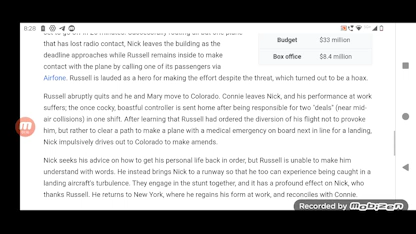 8:28
that has lost radio contact, Nick leaves the building as the
deadline approaches while Russell remains inside to make
contact with the plane by calling one of its passengers via
Airfone. Russell is lauded as a hero for making the effort despite the threat, which turned out to be a hoax.
Budget $33 million
Box office $8.4 million
Russell abruptly quits and he and Mary move to Colorado. Connie leaves Nick, and his performance at work
suffers; the once cocky, boastful controller is sent home after being responsible for two "deals" (near mid-
air collisions) in one shift. After learning that Russell had ordered the diversion of his flight not to provoke
him, but rather to clear a path to make a plane with a medical emergency on board next in line for a landing,
Nick impulsively drives out to Colorado to make amends.
Nick seeks his advice on how to get his personal life back in order, but Russell is unable to make him
understand with words. He instead brings Nick to a runway so he too can experience being caught in a
landing aircraft's turbulence. They engage in the stunt together, and it has a profound effect on Nick, who
thanks Russell. He returns to New York, where he regains his form at work, and reconciles with Connie.
Recorded by Mobizen